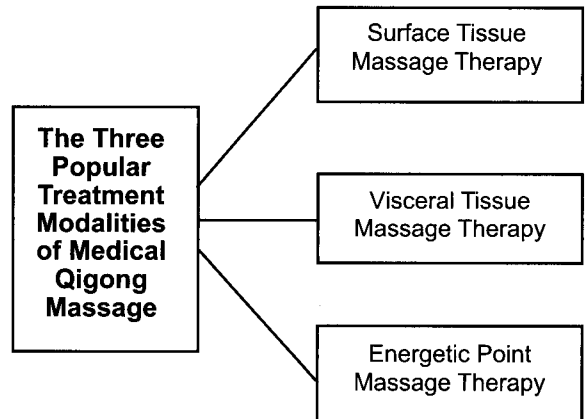 The Three
Popular
Treatment
Modalities
of Medical
Qigong
Massage
Surface Tissue
Massage Therapy
Visceral Tissue
Massage Therapy
Energetic Point
Massage Therapy